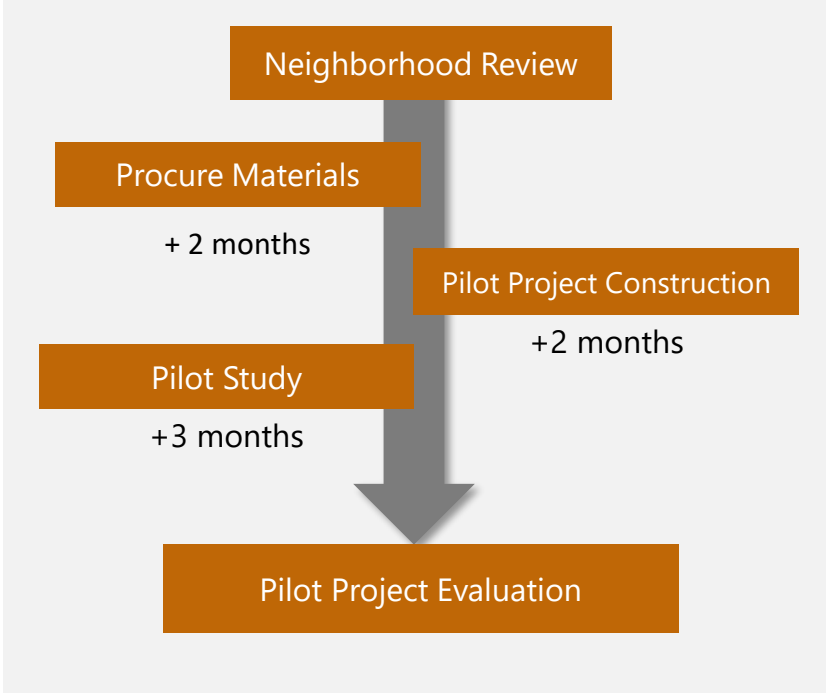 Neighborhood Review
Procure Materials
+ 2 months
Pilot Project Construction
+2 months
Pilot Study
+3 months
Pilot Project Evaluation